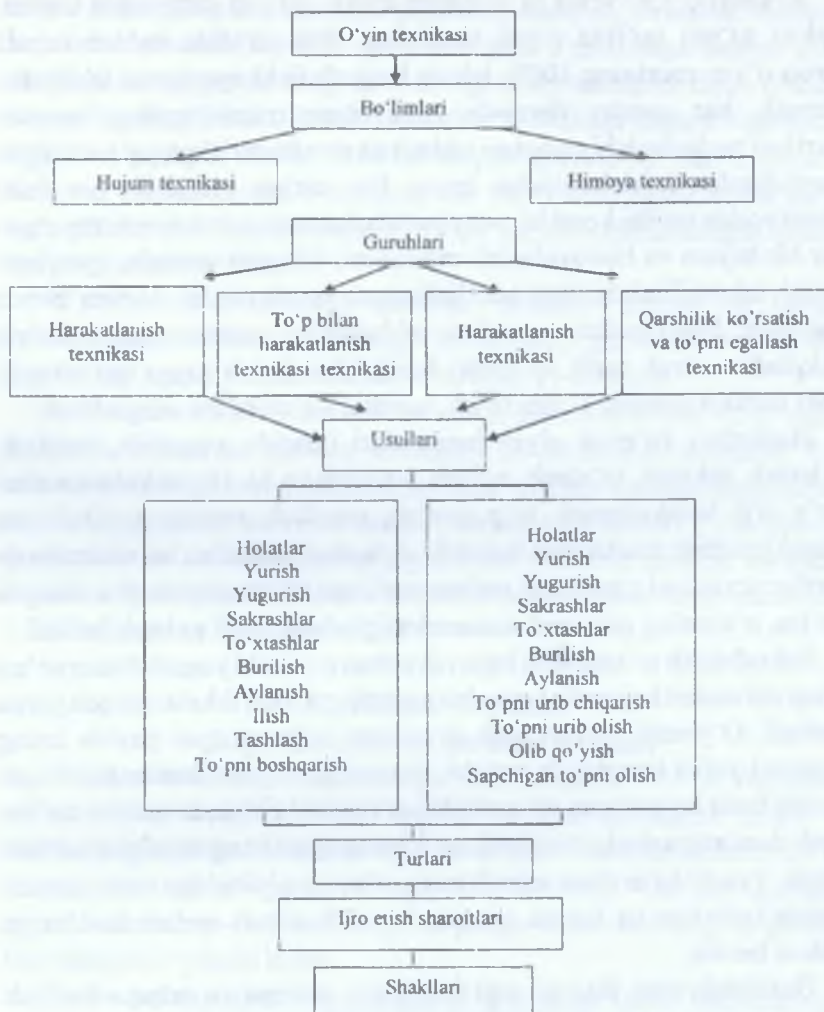 O‘yin texnikasi
Bo‘limlari
Hujum texnikasi
Himoya texnikasi
Guruhlari
Harakatlanish
texnikasi
To‘p bilan
harakatlanish
texnikasi texnikasi
Harakatlanish
texnikasi
Qarshilik ko‘rsatish
va to‘pni egallash
texnikasi
Usullari
Holatlar
Yurish
Yugurish
Sakrashlar
To‘xtashlar
Burilish
Aylanish
Ilish
Tashlash
To‘pni boshqarish
Holatlar
Yurish
Yugurish
Sakrashlar
To‘xtashlar
Burilish
Aylanish
To‘pni urib chiqarish
To‘pni urib olish
Olib qo‘yish
Sapchigan to‘pni olish
Turlari
Ijro etish sharoitlari
Shakllari